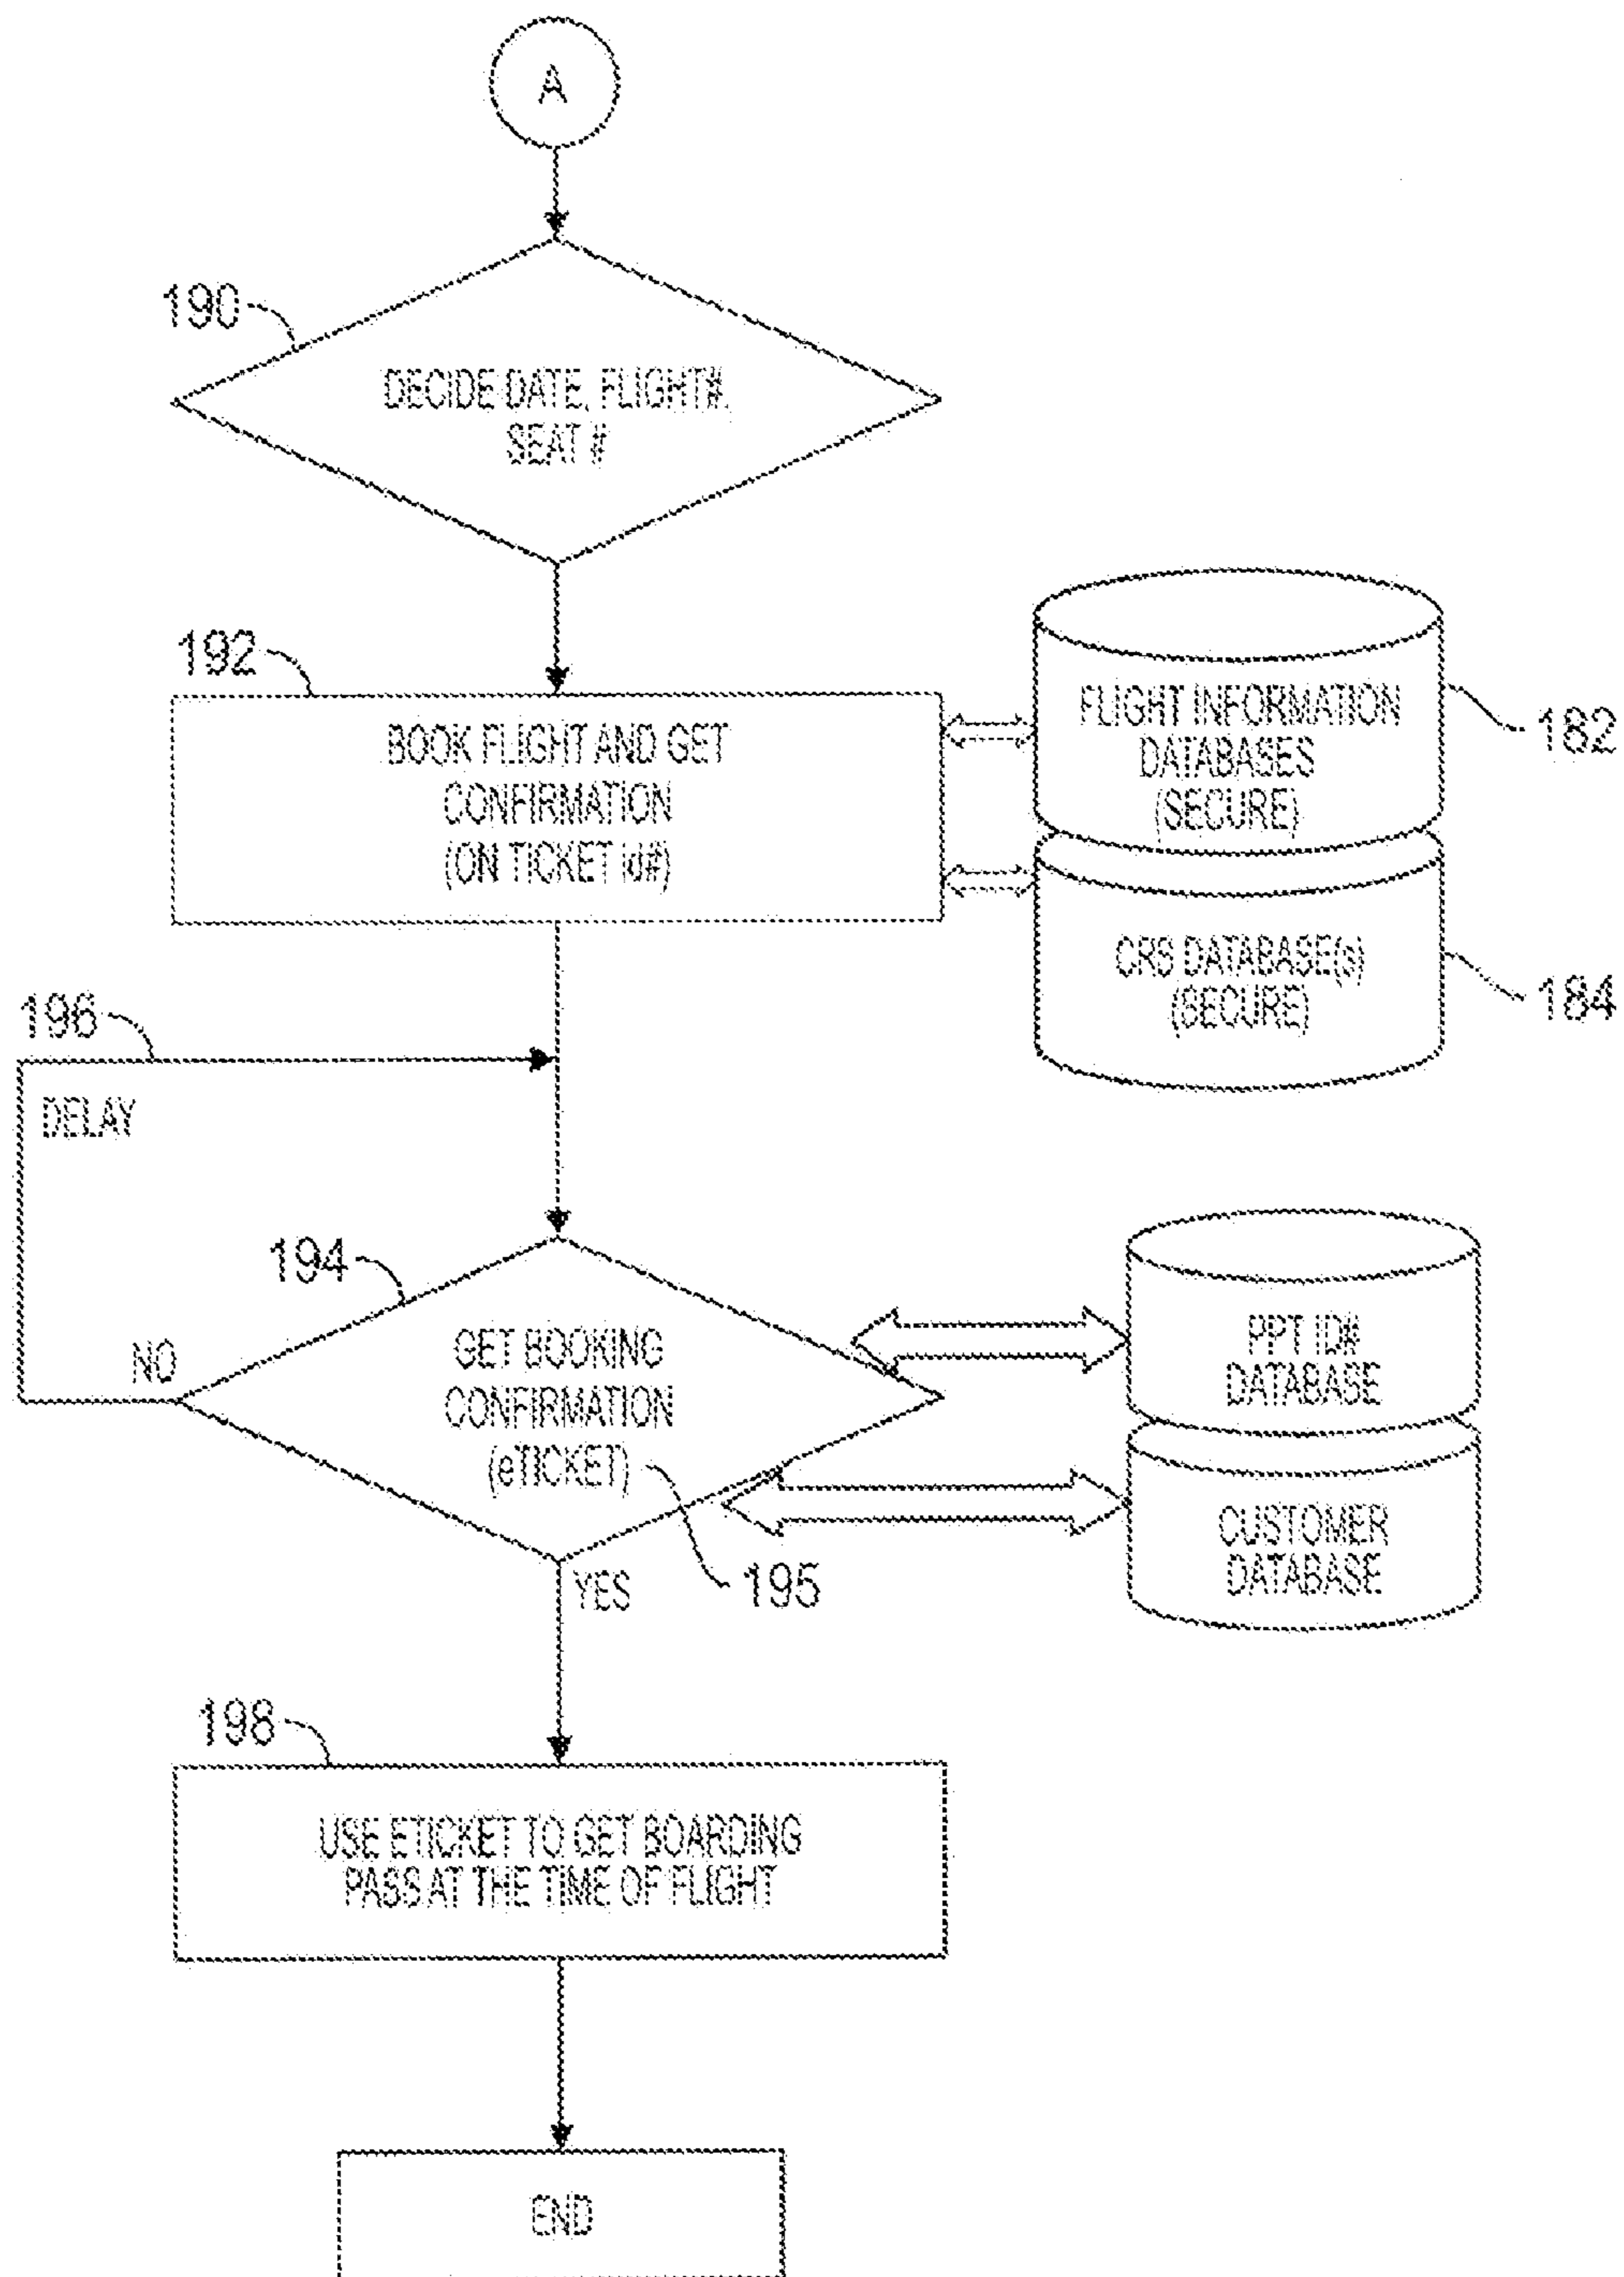 A
190
DECIDE DATE, FLIGHT#,
SEAT #
192
BOOK FLIGHT AND GET
CONFIRMATION
(ON TICKET id#)
FLIGHT INFORMATION
DATABASES
(SECURE)
182
CRS DATABASE(s)
(SECURE)
184
196
DELAY
194
NO
GET BOOKING
CONFIRMATION
(eTICKET)
195
YES
PPT ID#
DATABASE
CUSTOMER
DATABASE
198
USE ETICKET TO GET BOARDING
PASS AT THE TIME OF FLIGHT
END